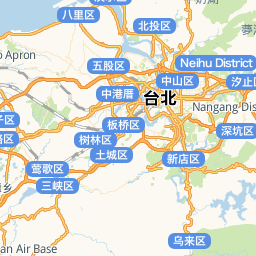 八里区
北投区
o Apron
五股区
Neihu District
中山区
汐止区
中港厝
台北
Nangang Dis
板桥区
深坑区
树林区
土城区
莺歌区
新店区
三峡区
乌来区
an Air Base